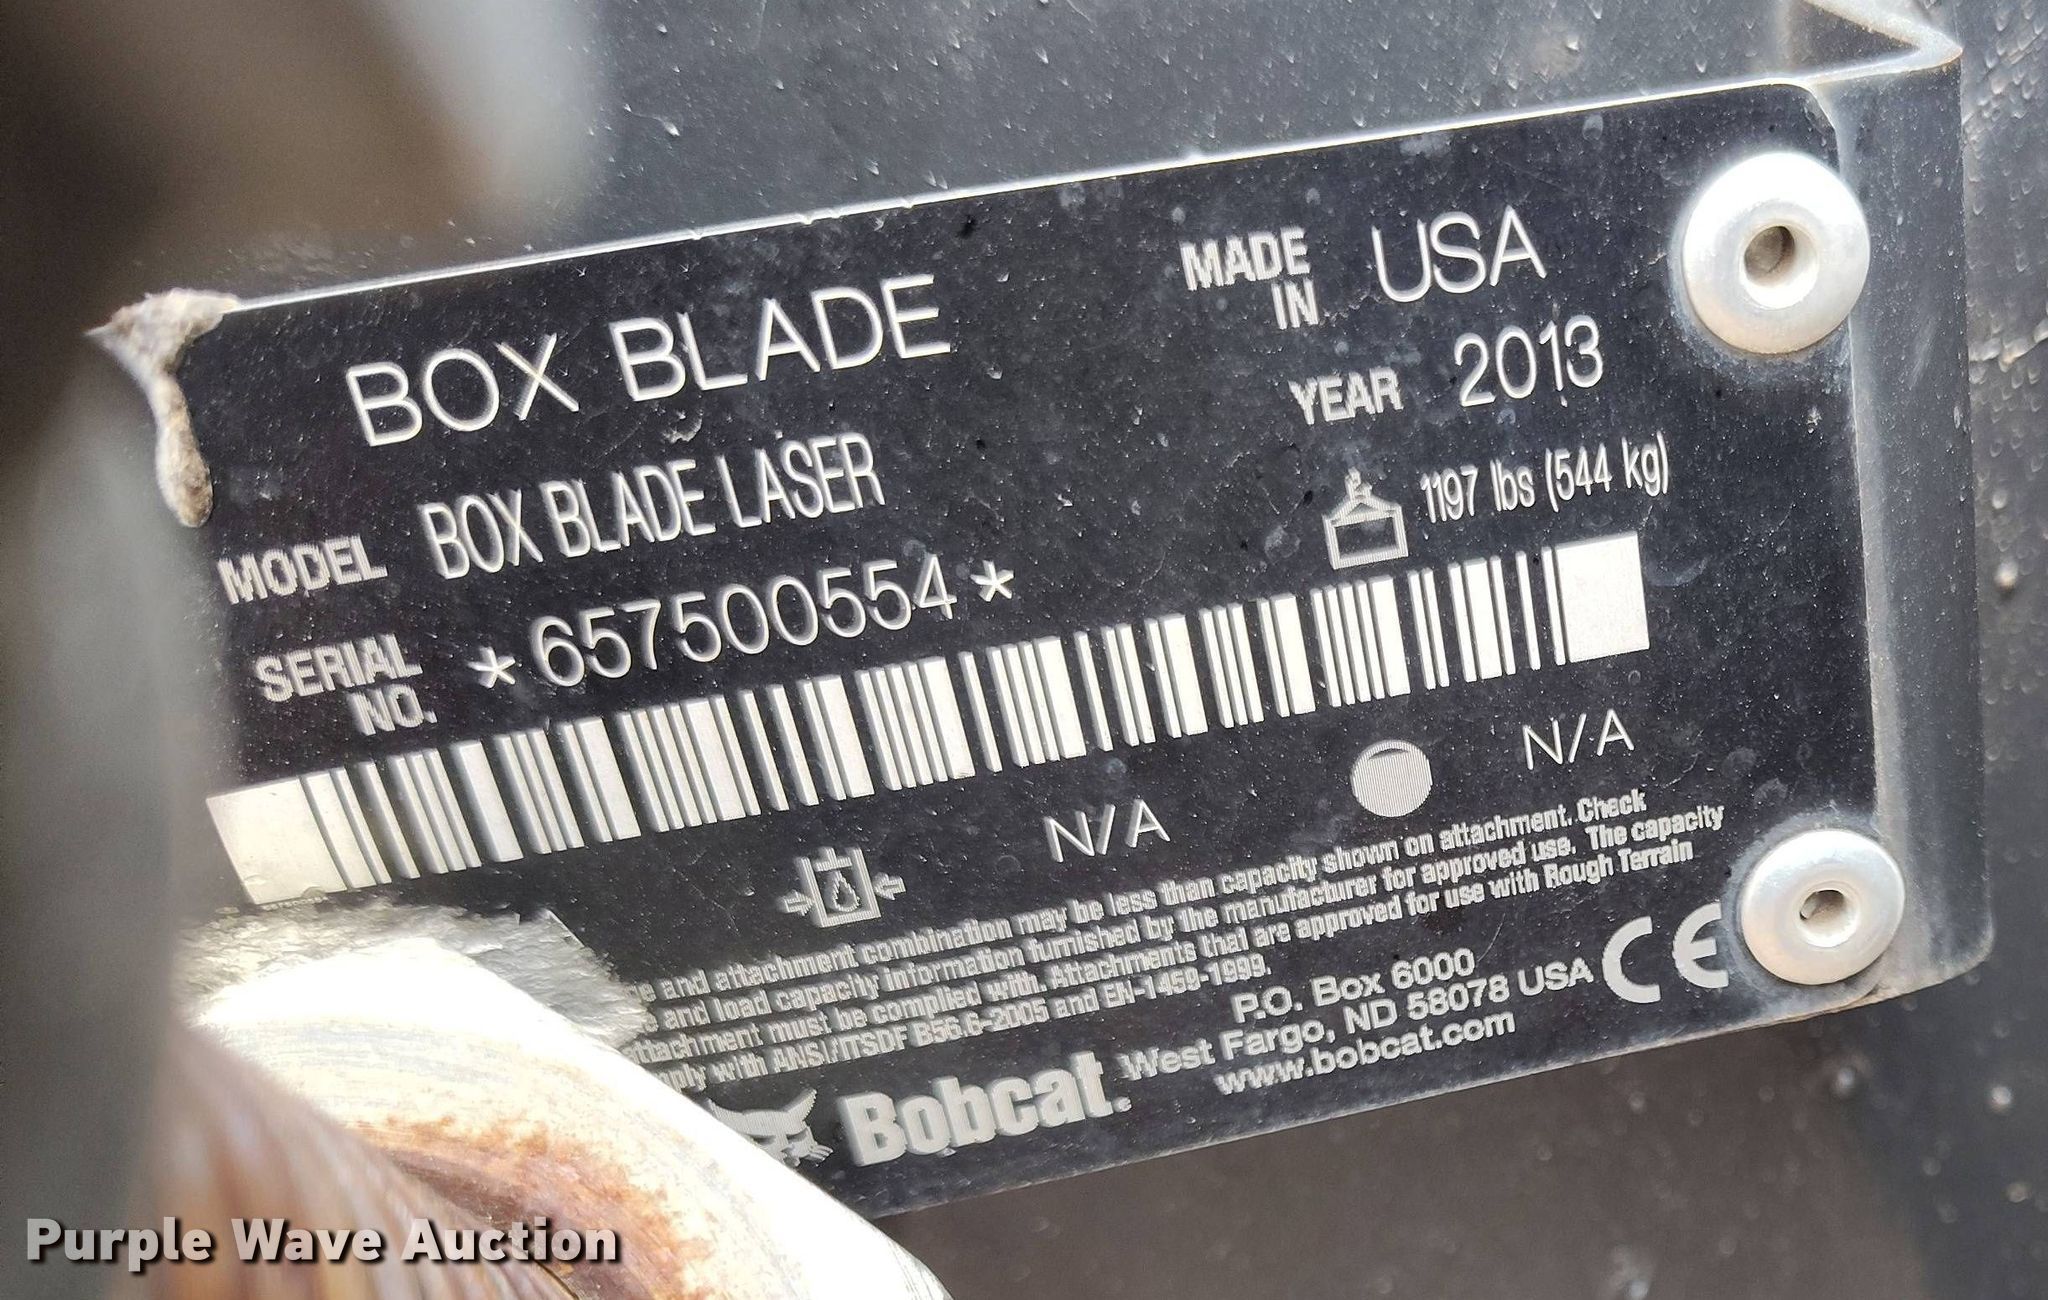 BOX BLADE
MADE IN USA
MODEL BOX BLADE LASER
YEAR 2013
SERIAL NO. *657500554*
1197 lbs (544 kg)
N/A
N/A
and attachment combination may be less than capacity shown on attachment. Check
and load capacity information furnished by the manufacturer for approved use. The capacity
attachment must be complied with. Attachments that are approved for use with Rough Terrain
comply with ANSI/ITSDF B56.6-2005 and EN-1459-1999.
Bobcat.
P.O. Box 6000
West Fargo, ND 58078 USA
www.bobcat.com
CE
Purple Wave Auction